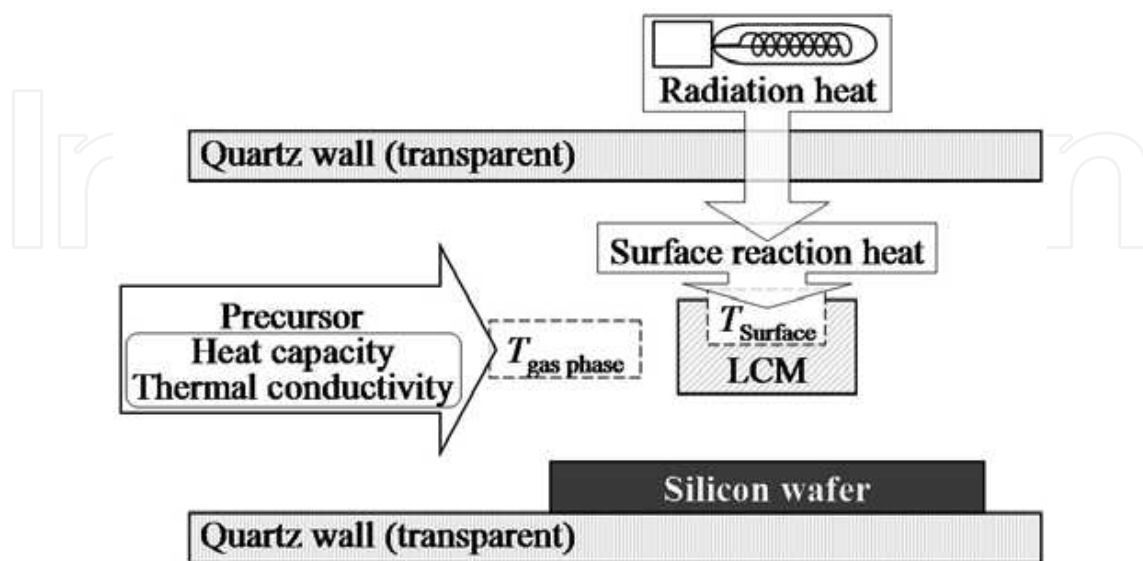 Radiation heat
Quartz wall (transparent)
Surface reaction heat
Precursor
Heat capacity
Thermal conductivity
T gas phase
T Surface
LCM
Silicon wafer
Quartz wall (transparent)